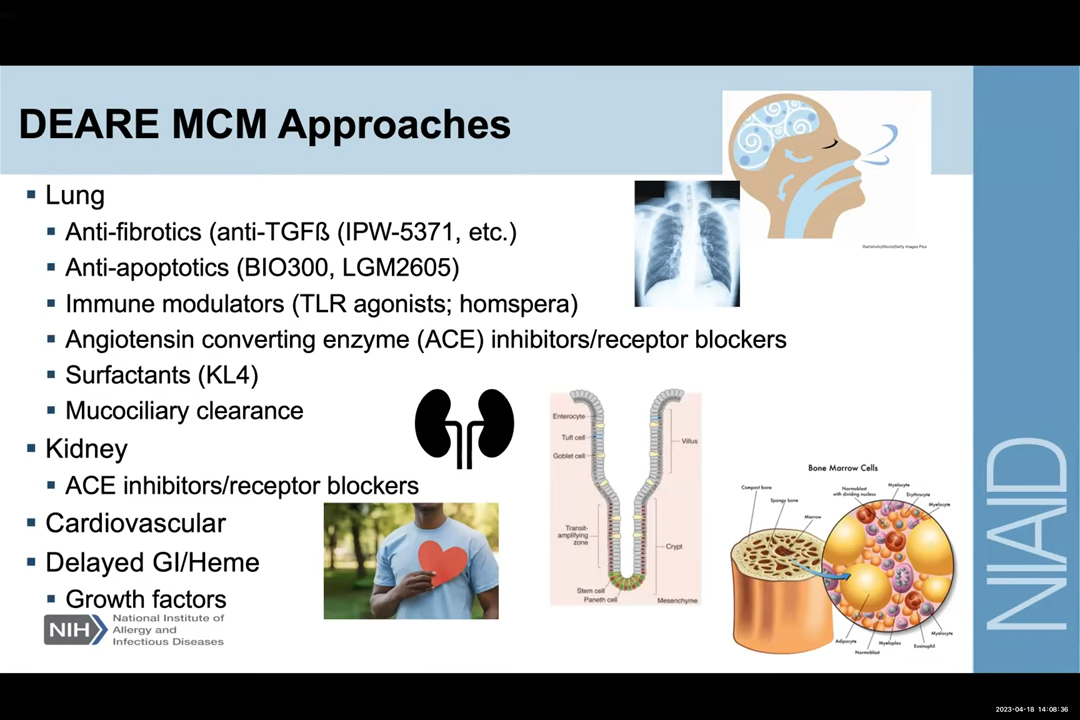 DEARE MCM Approaches
Lung
Anti-fibrotics (anti-TGFß (IPW-5371, etc.)
Anti-apoptotics (BIO300, LGM2605)
Immune modulators (TLR agonists; homspera)
Angiotensin converting enzyme (ACE) inhibitors/receptor blockers
Surfactants (KL4)
Mucociliary clearance
Kidney
ACE inhibitors/receptor blockers
Cardiovascular
Delayed GI/Heme
Growth factors
NIH
National Institute of
Allergy and
Infectious Diseases
Enterocyte
Tuft cell
Goblet cell
Villus
Transit-
amplifying
zone
Crypt
Stem cell
Paneth cell
Mesenchyme
Bone Marrow Cells
Compact bone
Spongy bone
Marrow
Normoblast
with dividing nucleus
Myelocyte
Erythrocyte
Myelocyte
Adipocyte
Normoblast
Myeloplax
Eosinophil
Myelocyte
NIAID
2023-04-18 14:08:36